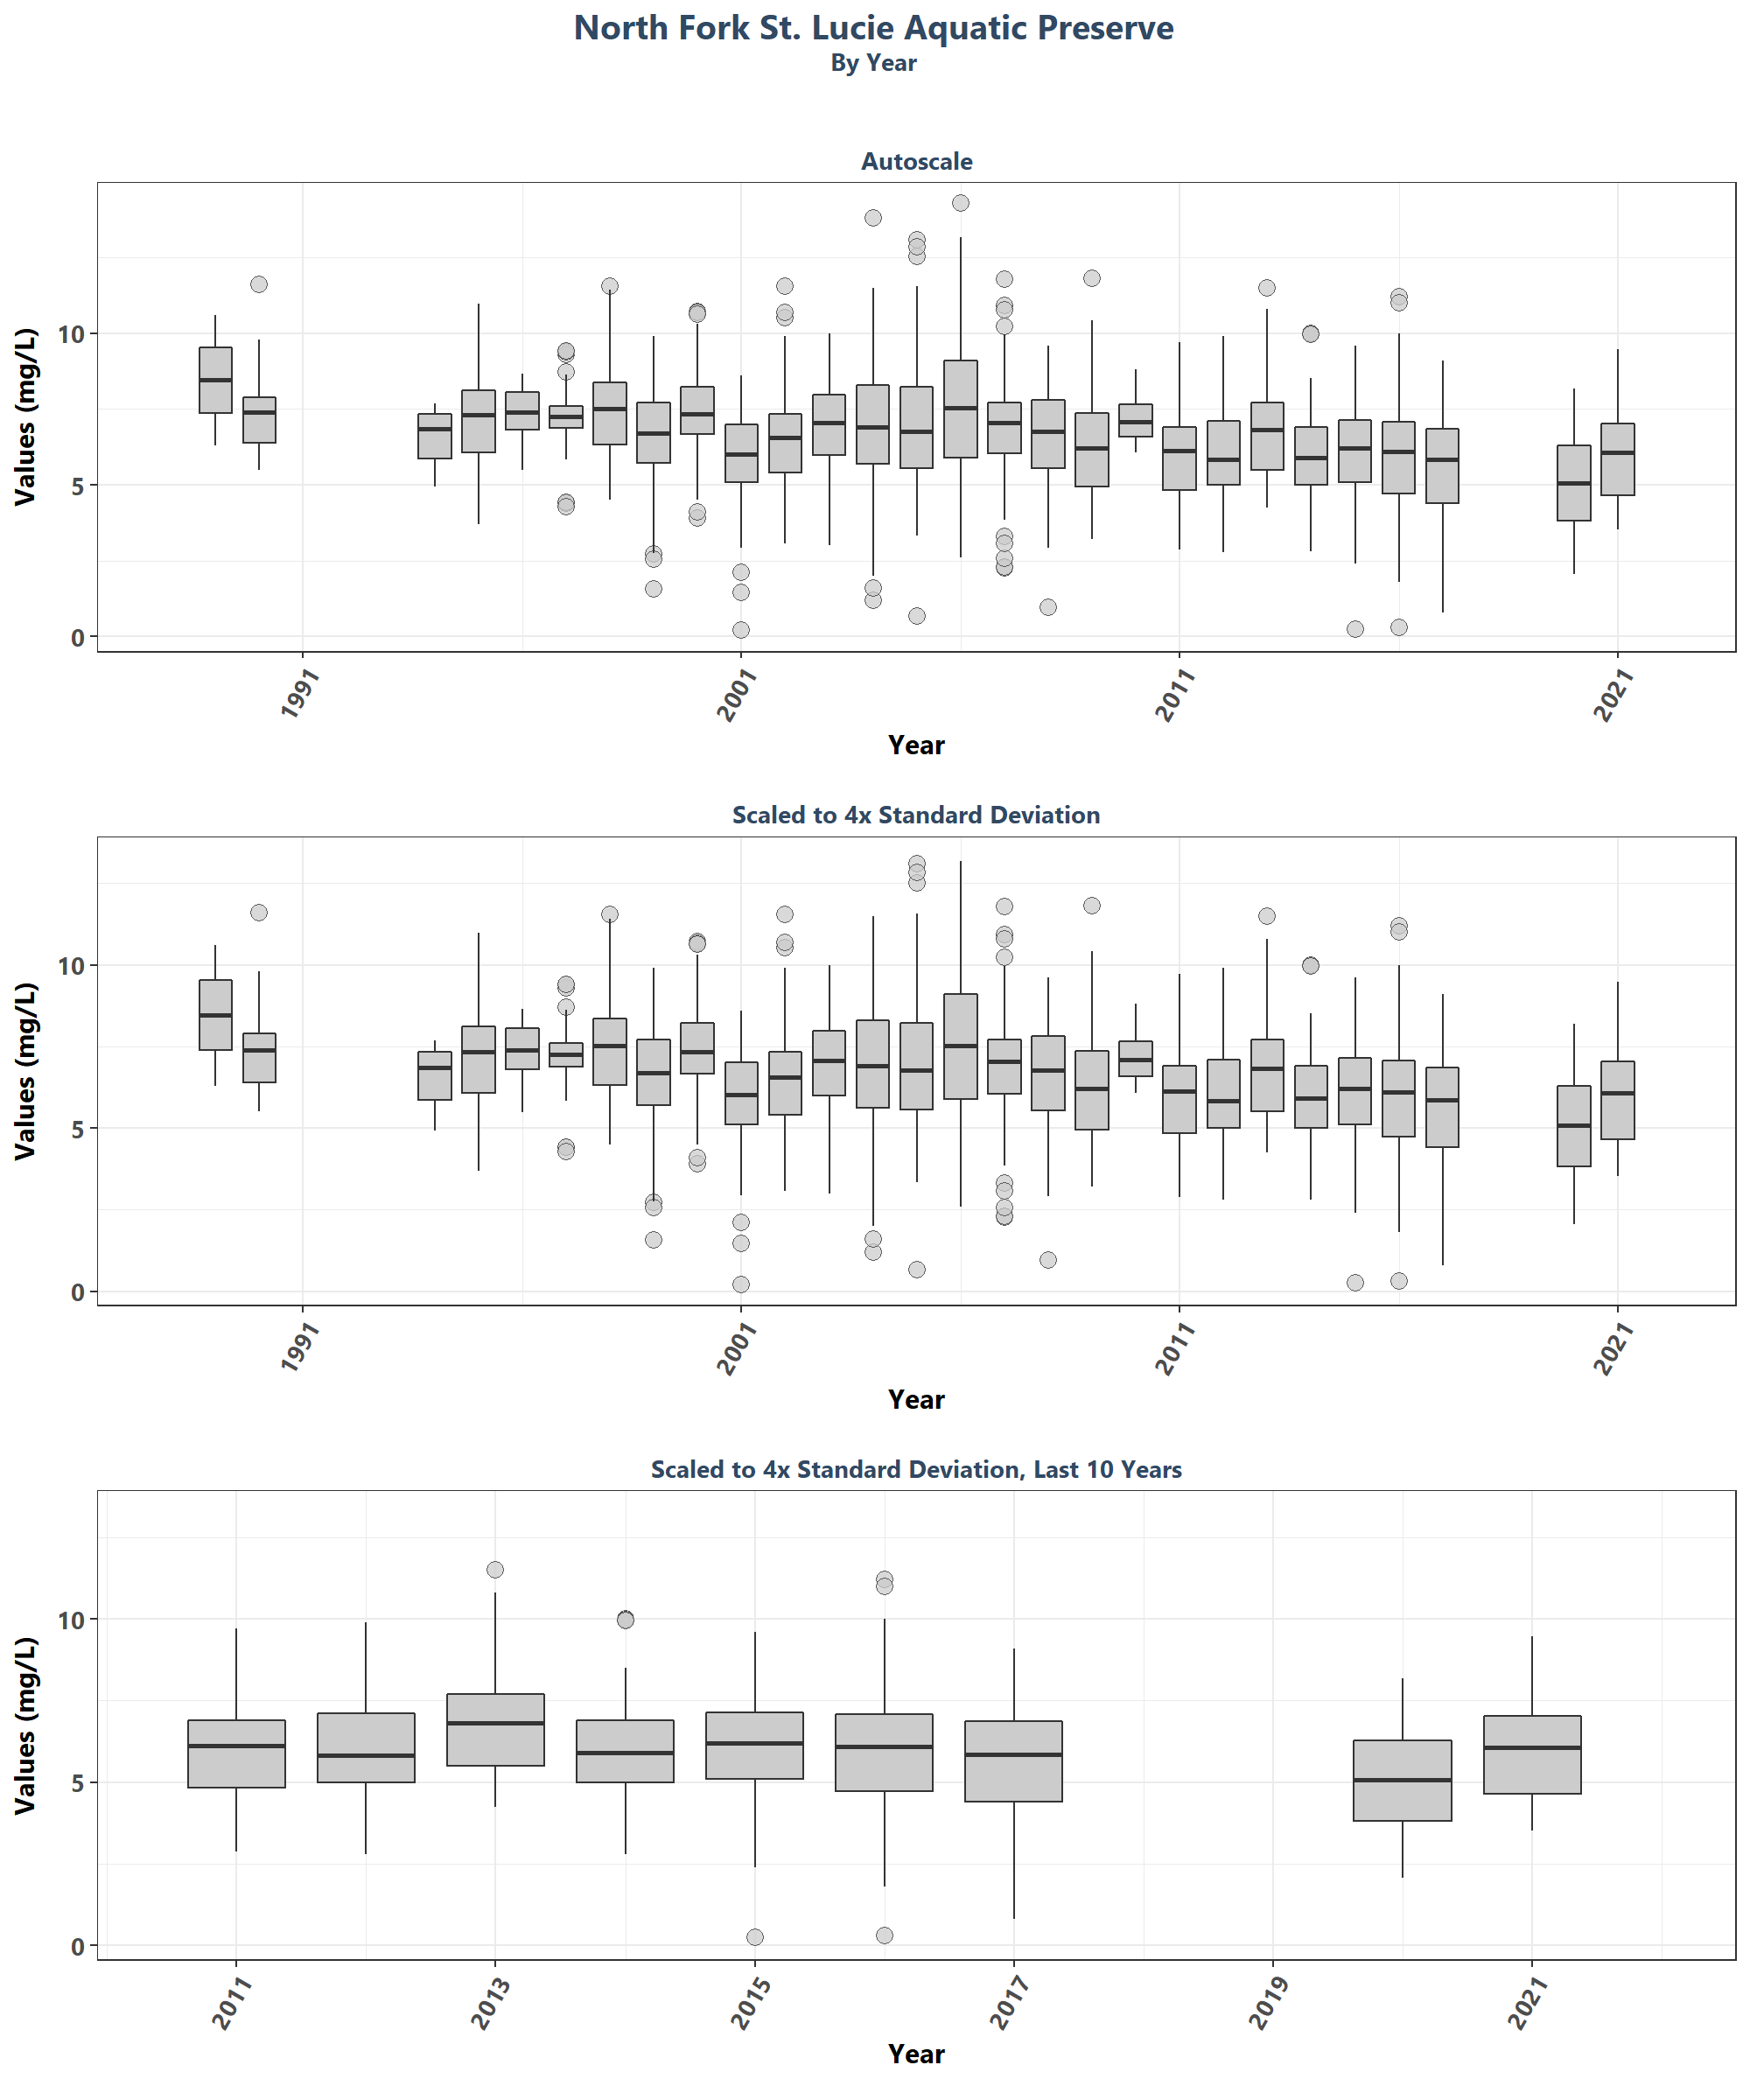 North Fork St. Lucie Aquatic Preserve
By Year
Autoscale
Values (mg/L)
10
5
0
1991
2001
2011
2021
Year
Scaled to 4x Standard Deviation
Values (mg/L)
10
5
0
1991
2001
2011
2021
Year
Scaled to 4x Standard Deviation, Last 10 Years
Values (mg/L)
10
5
0
2011
2013
2015
2017
2019
2021
Year